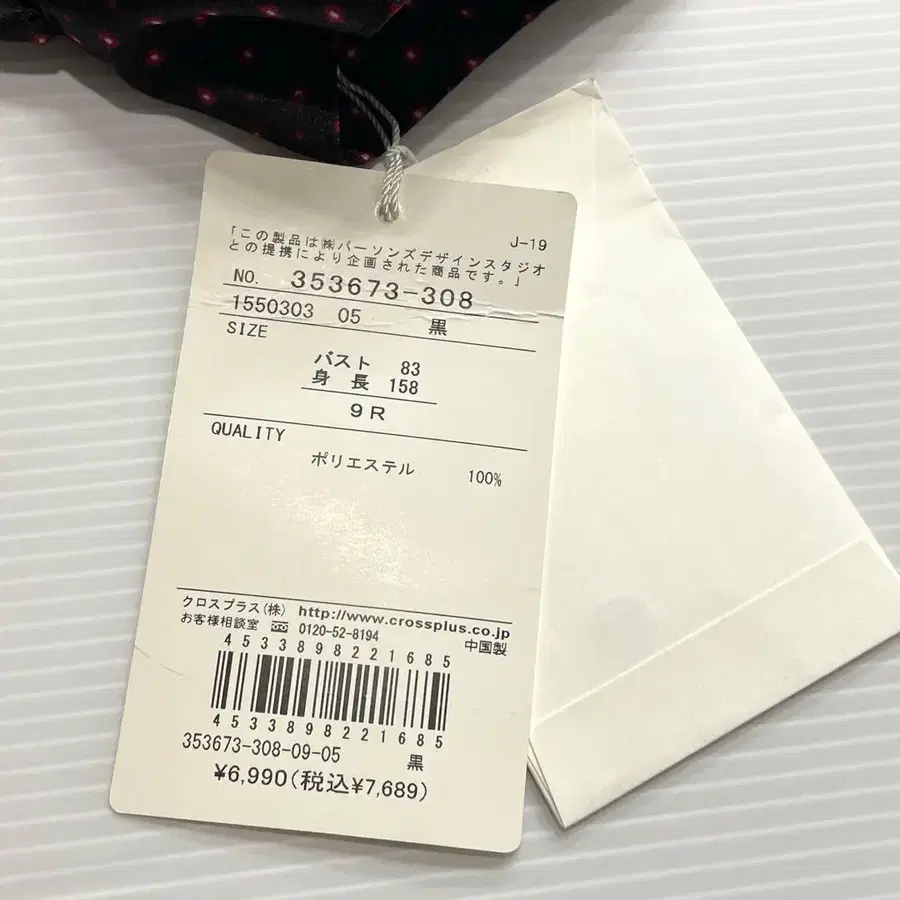 J-19
「この製品は㈱パーソンズデザインスタジオ
との提携により企画された商品です。」
NO. 353673-308
1550303 05 黒
SIZE
バスト 83
身長 158
9R
QUALITY
ポリエステル 100%
クロスプラス(株) http://www.crossplus.co.jp
お客様相談室 0120-52-8194 中国製
4533898221685
4533898221685
353673-308-09-05 黒
¥6,990(税込¥7,689)